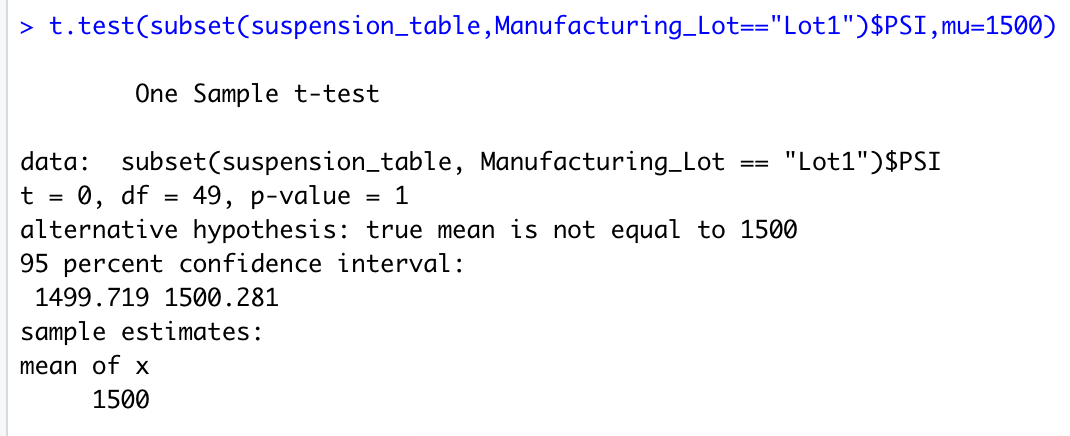 > t.test(subset(suspension_table,Manufacturing_Lot=="Lot1")$PSI,mu=1500)
One Sample t-test
data:  subset(suspension_table, Manufacturing_Lot == "Lot1")$PSI
t = 0, df = 49, p-value = 1
alternative hypothesis: true mean is not equal to 1500
95 percent confidence interval:
 1499.719 1500.281
sample estimates:
mean of x
     1500